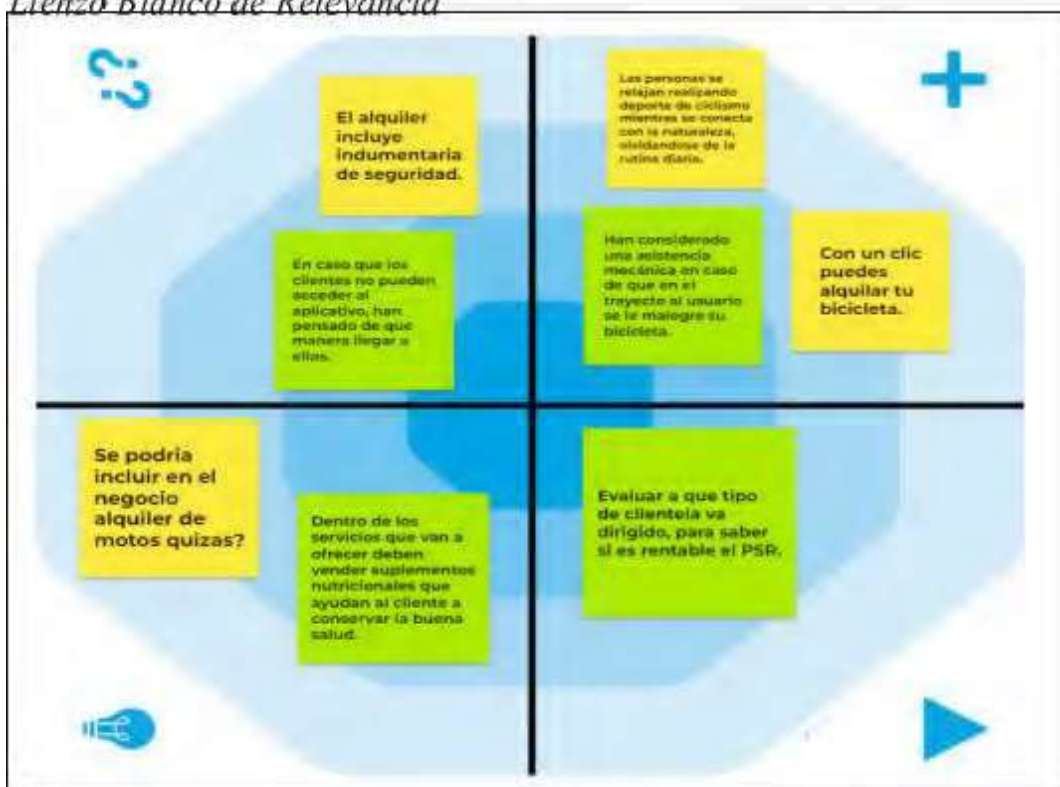 Lienzo Blanco de Relevancia
??
El alquiler
incluye
indumentaria
de seguridad.
Las personas se
relajan realizando
deporte de ciclismo
mientras se conecta
con la naturaleza,
olvidandose de la
rutina diaria.
En caso que los
clientes no pueden
acceder al
aplicativo, han
pensado de que
manera llegar a
ellas.
Han considerado
una asistencia
mecánica en caso
de que en el
trayecto al usuario
se le malogre su
bicicleta.
Con un clic
puedes
alquilar tu
bicicleta.
Se podria
incluir en el
negocio
alquiler de
motos quizas?
Dentro de los
servicios que van a
ofrecer deben
vender suplementos
nutricionales que
ayudan al cliente a
conservar la buena
salud.
Evaluar a que tipo
de clientela va
dirigido, para saber
si es rentable el PSR.